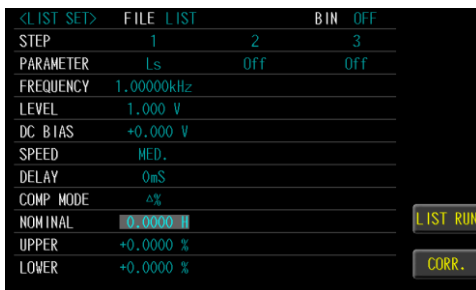 <LIST SET> FILE LIST BIN OFF
STEP 1 2 3
PARAMETER Ls Off Off
FREQUENCY 1.00000kHz
LEVEL 1.000 V
DC BIAS +0.000 V
SPEED MED.
DELAY 0mS
COMP MODE △%
NOMINAL 0.0000 H
LIST RUN
UPPER +0.0000 %
LOWER +0.0000 %
CORR.